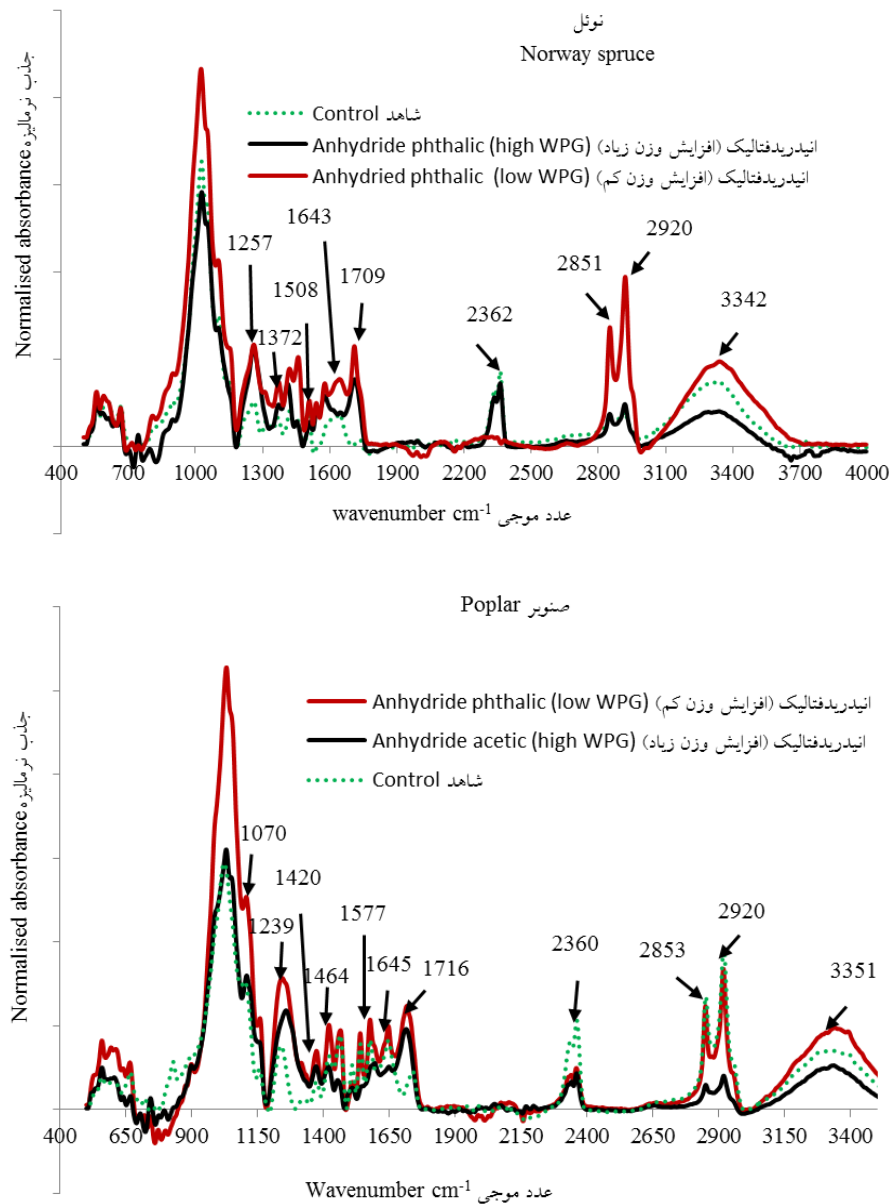 نوئل
Norway spruce
جذب نرمالیزه Normalised absorbance
Control شاهد
Anhydride phthalic (high WPG) انیدریدفتالیک (افزایش وزن زیاد)
Anhydried phthalic (low WPG) انیدریدفتالیک (افزایش وزن کم)
1257
1372
1508
1643
1709
2362
2851
2920
3342
400 700 1000 1300 1600 1900 2200 2500 2800 3100 3400 3700 4000
wavenumber cm-1 عدد موجی
Poplar صنوبر
جذب نرمالیزه Normalised absorbance
Anhydride phthalic (low WPG) انیدریدفتالیک (افزایش وزن کم)
Anhydride acetic (high WPG) انیدریدفتالیک (افزایش وزن زیاد)
Control شاهد
1070
1239
1420
1464
1577
1645
1716
2360
2853
2920
3351
400 650 900 1150 1400 1650 1900 2150 2400 2650 2900 3150 3400
Wavenumber cm-1 عدد موجی